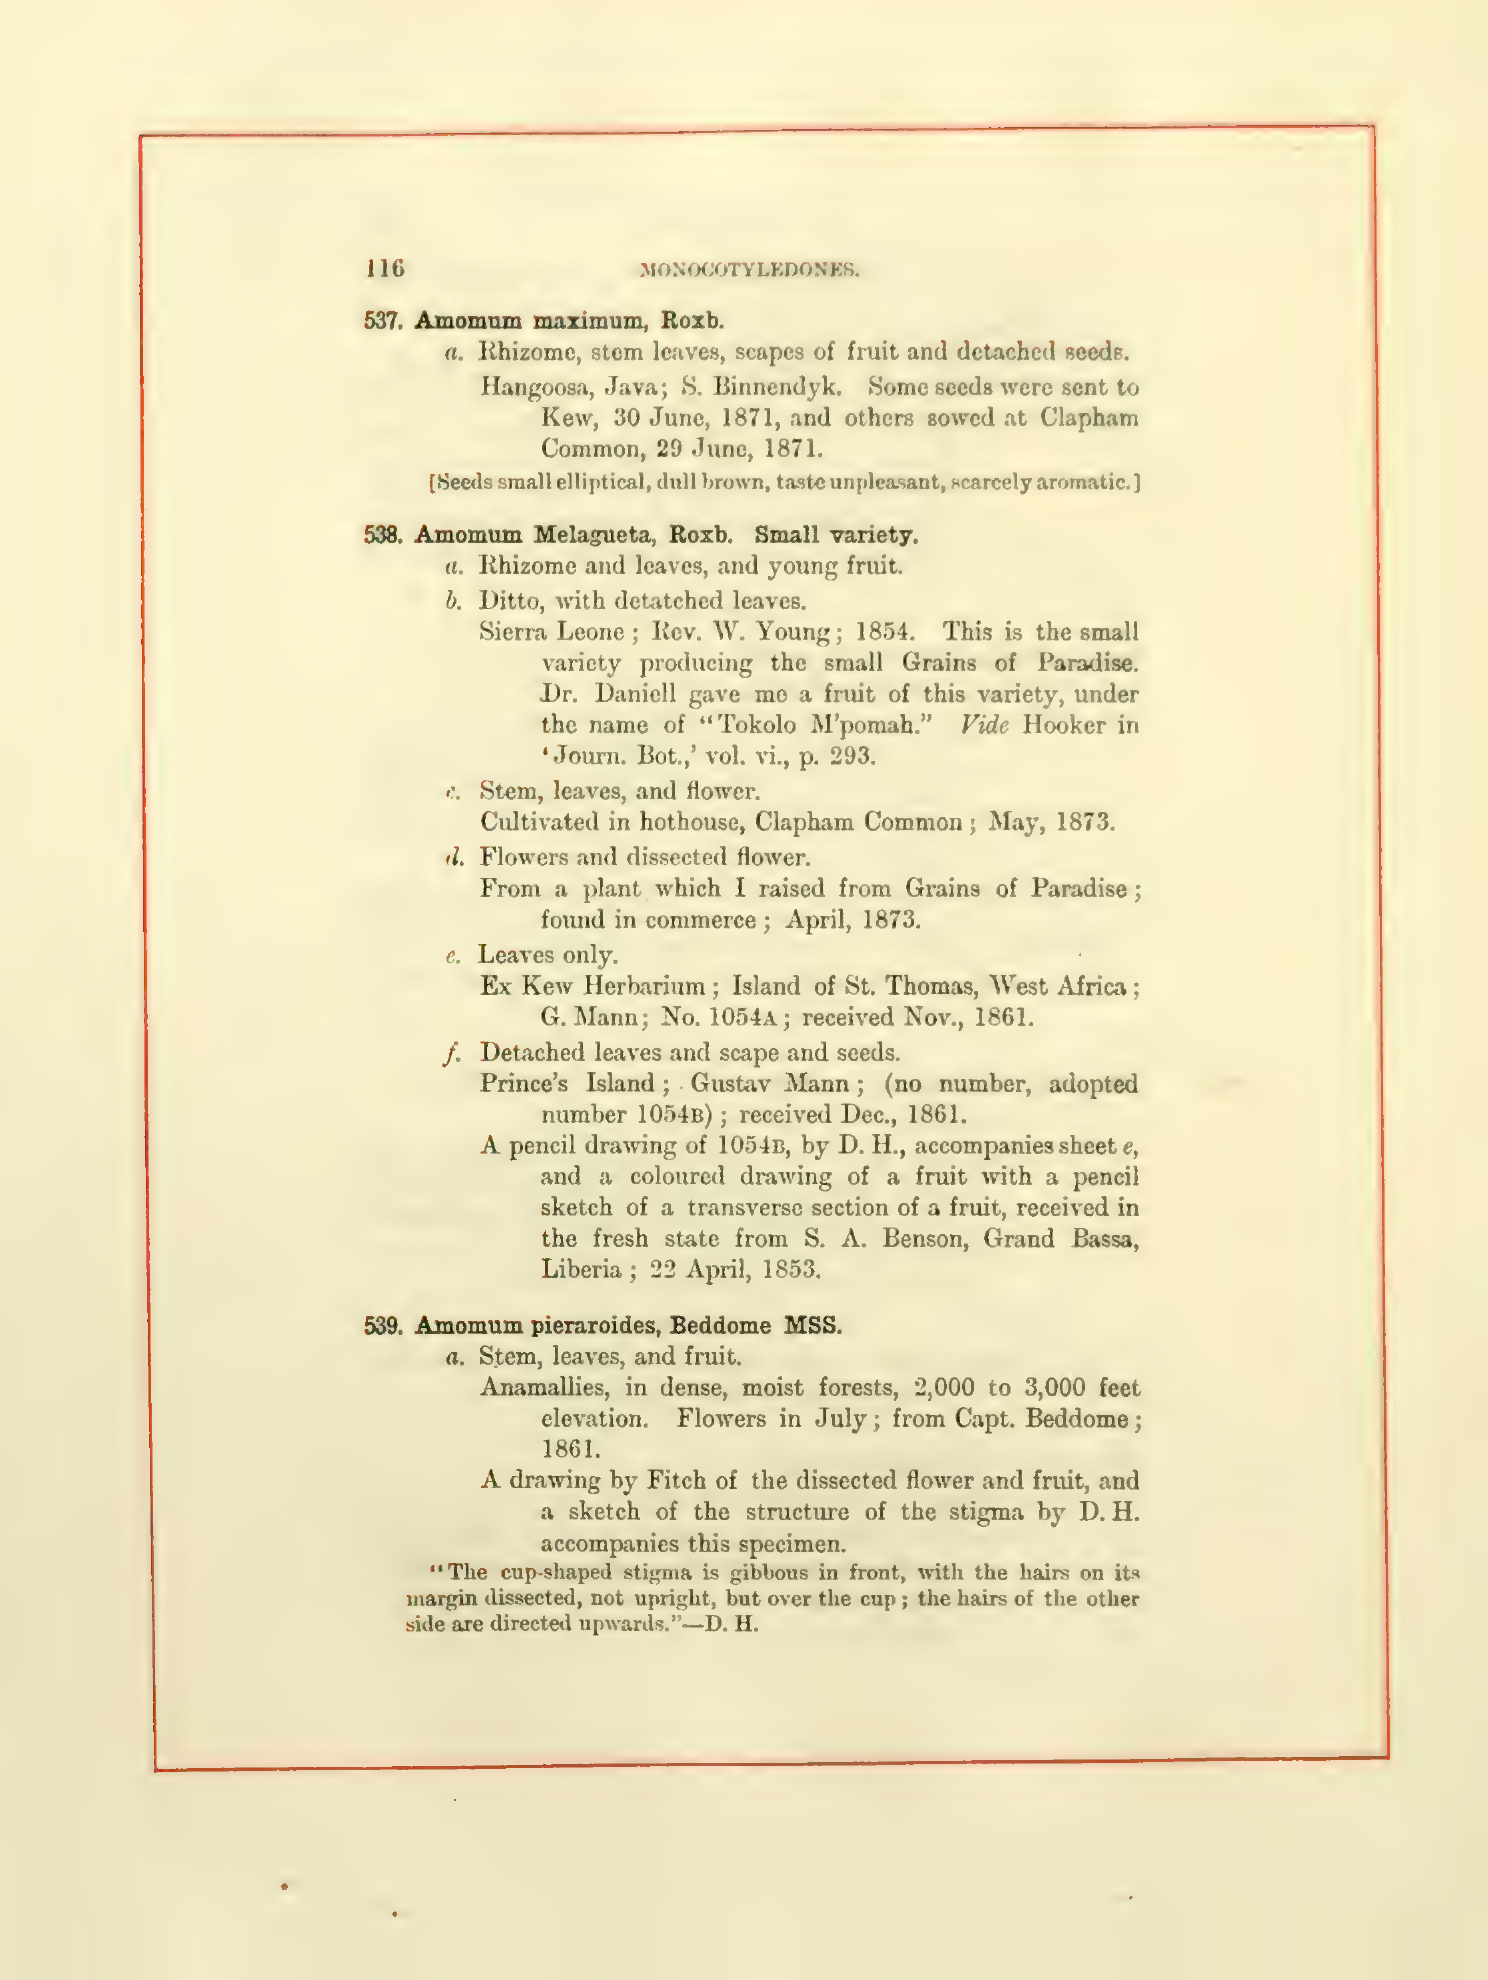 116 MONOCOTYLEDONES.
537. Amomum maximum, Roxb.
a. Rhizome, stem leaves, scapes of fruit and detached seeds.
Hangoosa, Java; S. Binnendyk. Some seeds were sent to
Kew, 30 June, 1871, and others sowed at Clapham
Common, 29 June, 1871.
[Seeds small elliptical, dull brown, taste unpleasant, scarcely aromatic.]
538. Amomum Melagueta, Roxb. Small variety.
a. Rhizome and leaves, and young fruit.
b. Ditto, with detatched leaves.
Sierra Leone; Rev. W. Young; 1854. This is the small
variety producing the small Grains of Paradise.
Dr. Daniell gave me a fruit of this variety, under
the name of "Tokolo M'pomah." Vide Hooker in
'Journ. Bot.,' vol. vi., p. 293.
c. Stem, leaves, and flower.
Cultivated in hothouse, Clapham Common; May, 1873.
d. Flowers and dissected flower.
From a plant which I raised from Grains of Paradise;
found in commerce; April, 1873.
e. Leaves only.
Ex Kew Herbarium; Island of St. Thomas, West Africa;
G. Mann; No. 1054A; received Nov., 1861.
f. Detached leaves and scape and seeds.
Prince's Island; Gustav Mann; (no number, adopted
number 1054B); received Dec., 1861.
A pencil drawing of 1054B, by D. H., accompanies sheet e,
and a coloured drawing of a fruit with a pencil
sketch of a transverse section of a fruit, received in
the fresh state from S. A. Benson, Grand Bassa,
Liberia; 22 April, 1853.
539. Amomum pieraroides, Beddome MSS.
a. Stem, leaves, and fruit.
Anamallies, in dense, moist forests, 2,000 to 3,000 feet
elevation. Flowers in July; from Capt. Beddome;
1861.
A drawing by Fitch of the dissected flower and fruit, and
a sketch of the structure of the stigma by D. H.
accompanies this specimen.
"The cup-shaped stigma is gibbous in front, with the hairs on its
margin dissected, not upright, but over the cup; the hairs of the other
side are directed upwards."—D. H.